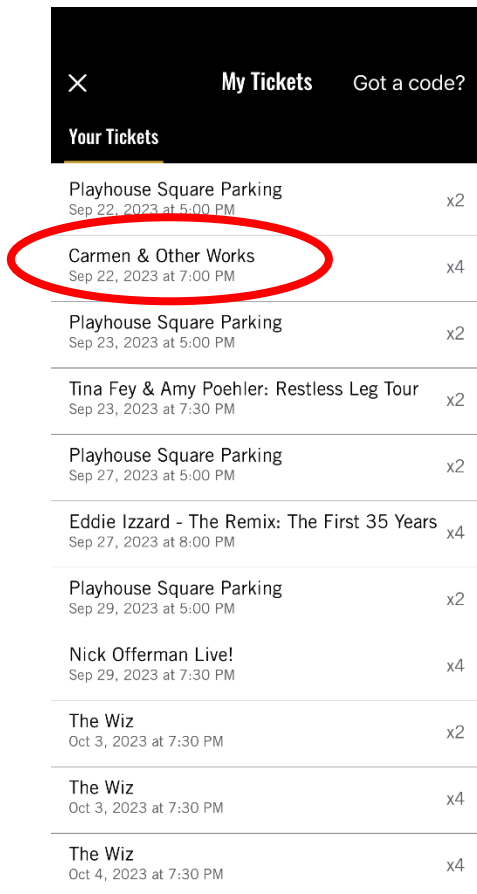 My Tickets Got a code?
Your Tickets
Playhouse Square Parking
Sep 22, 2023 at 5:00 PM
x2
Carmen & Other Works
Sep 22, 2023 at 7:00 PM
x4
Playhouse Square Parking
Sep 23, 2023 at 5:00 PM
x2
Tina Fey & Amy Poehler: Restless Leg Tour
Sep 23, 2023 at 7:30 PM
x2
Playhouse Square Parking
Sep 27, 2023 at 5:00 PM
x2
Eddie Izzard - The Remix: The First 35 Years
Sep 27, 2023 at 8:00 PM
x4
Playhouse Square Parking
Sep 29, 2023 at 5:00 PM
x2
Nick Offerman Live!
Sep 29, 2023 at 7:30 PM
x4
The Wiz
Oct 3, 2023 at 7:30 PM
x2
The Wiz
Oct 3, 2023 at 7:30 PM
x4
The Wiz
Oct 4, 2023 at 7:30 PM
x4